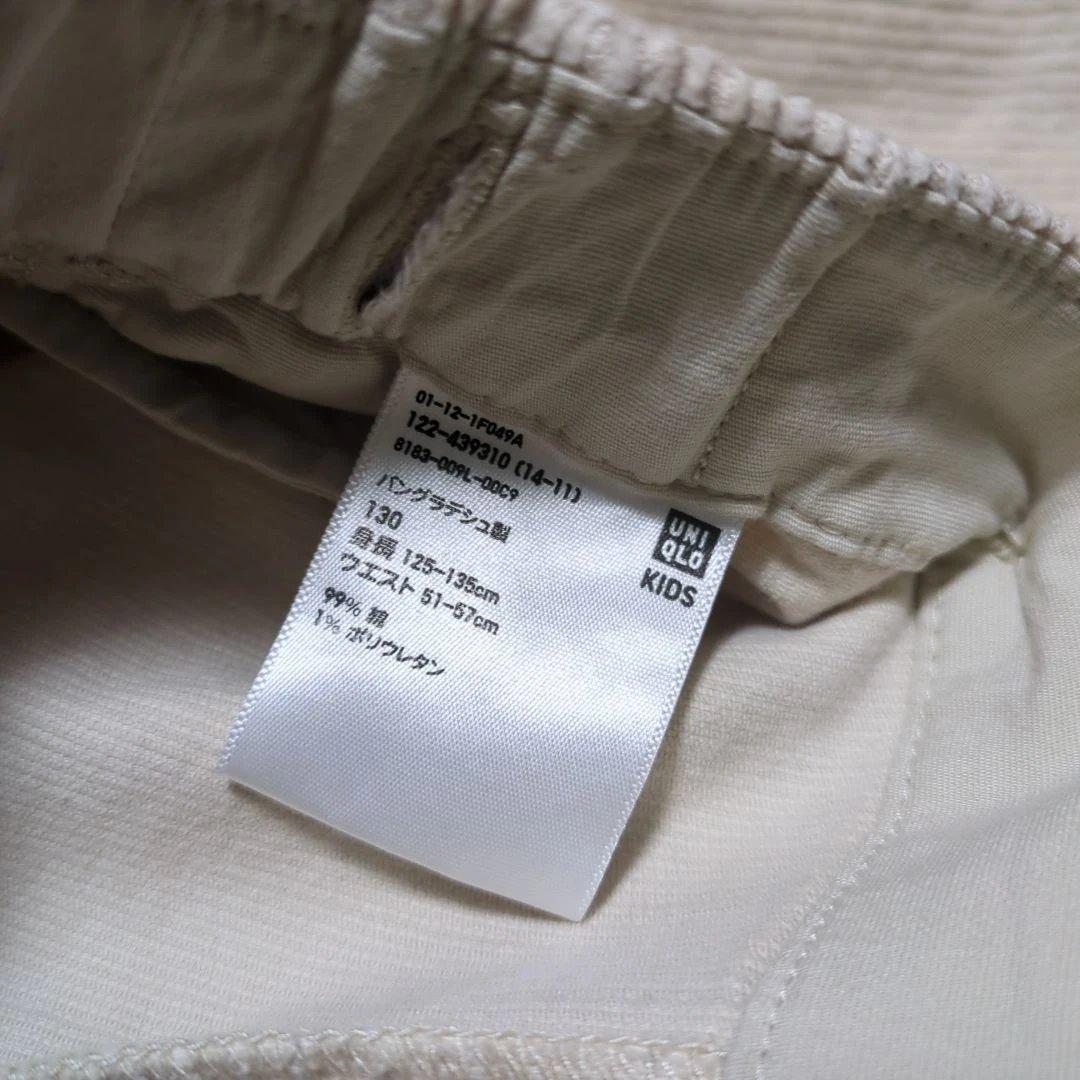 01-12-1F049A
122-439310 (14-11)
8183-009L-00C9
バングラデシュ製
130
身長 125-135cm
ウエスト 51-57cm
99% 綿
1% ポリウレタン
UNI
QLO
KIDS